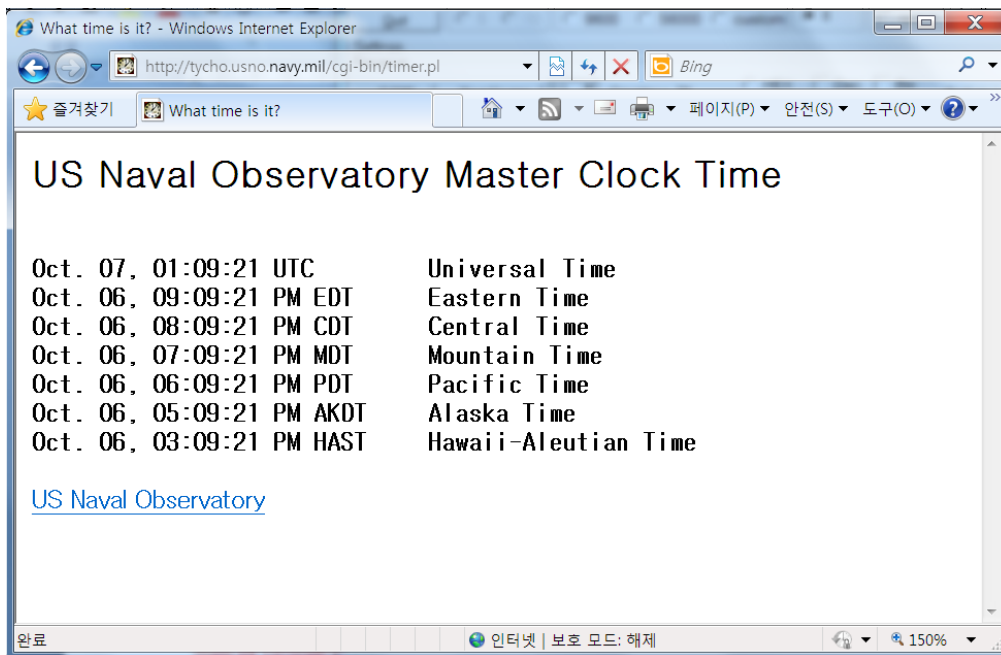 What time is it? - Windows Internet Explorer
http://tycho.usno.navy.mil/cgi-bin/timer.pl
Bing
즐겨찾기
What time is it?
페이지(P)
안전(S)
도구(O)
US Naval Observatory Master Clock Time
Oct. 07, 01:09:21 UTC Universal Time
Oct. 06, 09:09:21 PM EDT Eastern Time
Oct. 06, 08:09:21 PM CDT Central Time
Oct. 06, 07:09:21 PM MDT Mountain Time
Oct. 06, 06:09:21 PM PDT Pacific Time
Oct. 06, 05:09:21 PM AKDT Alaska Time
Oct. 06, 03:09:21 PM HAST Hawaii-Aleutian Time
US Naval Observatory
완료
인터넷 | 보호 모드: 해제
150%